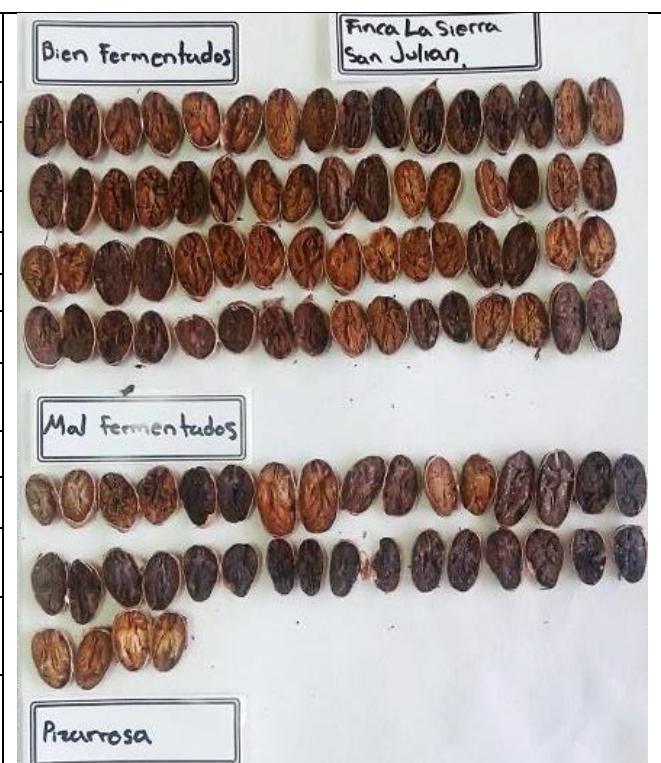 Bien Fermentados
Finca La Sierra
San Julian,
Mal Fermentados
Pizarrosa